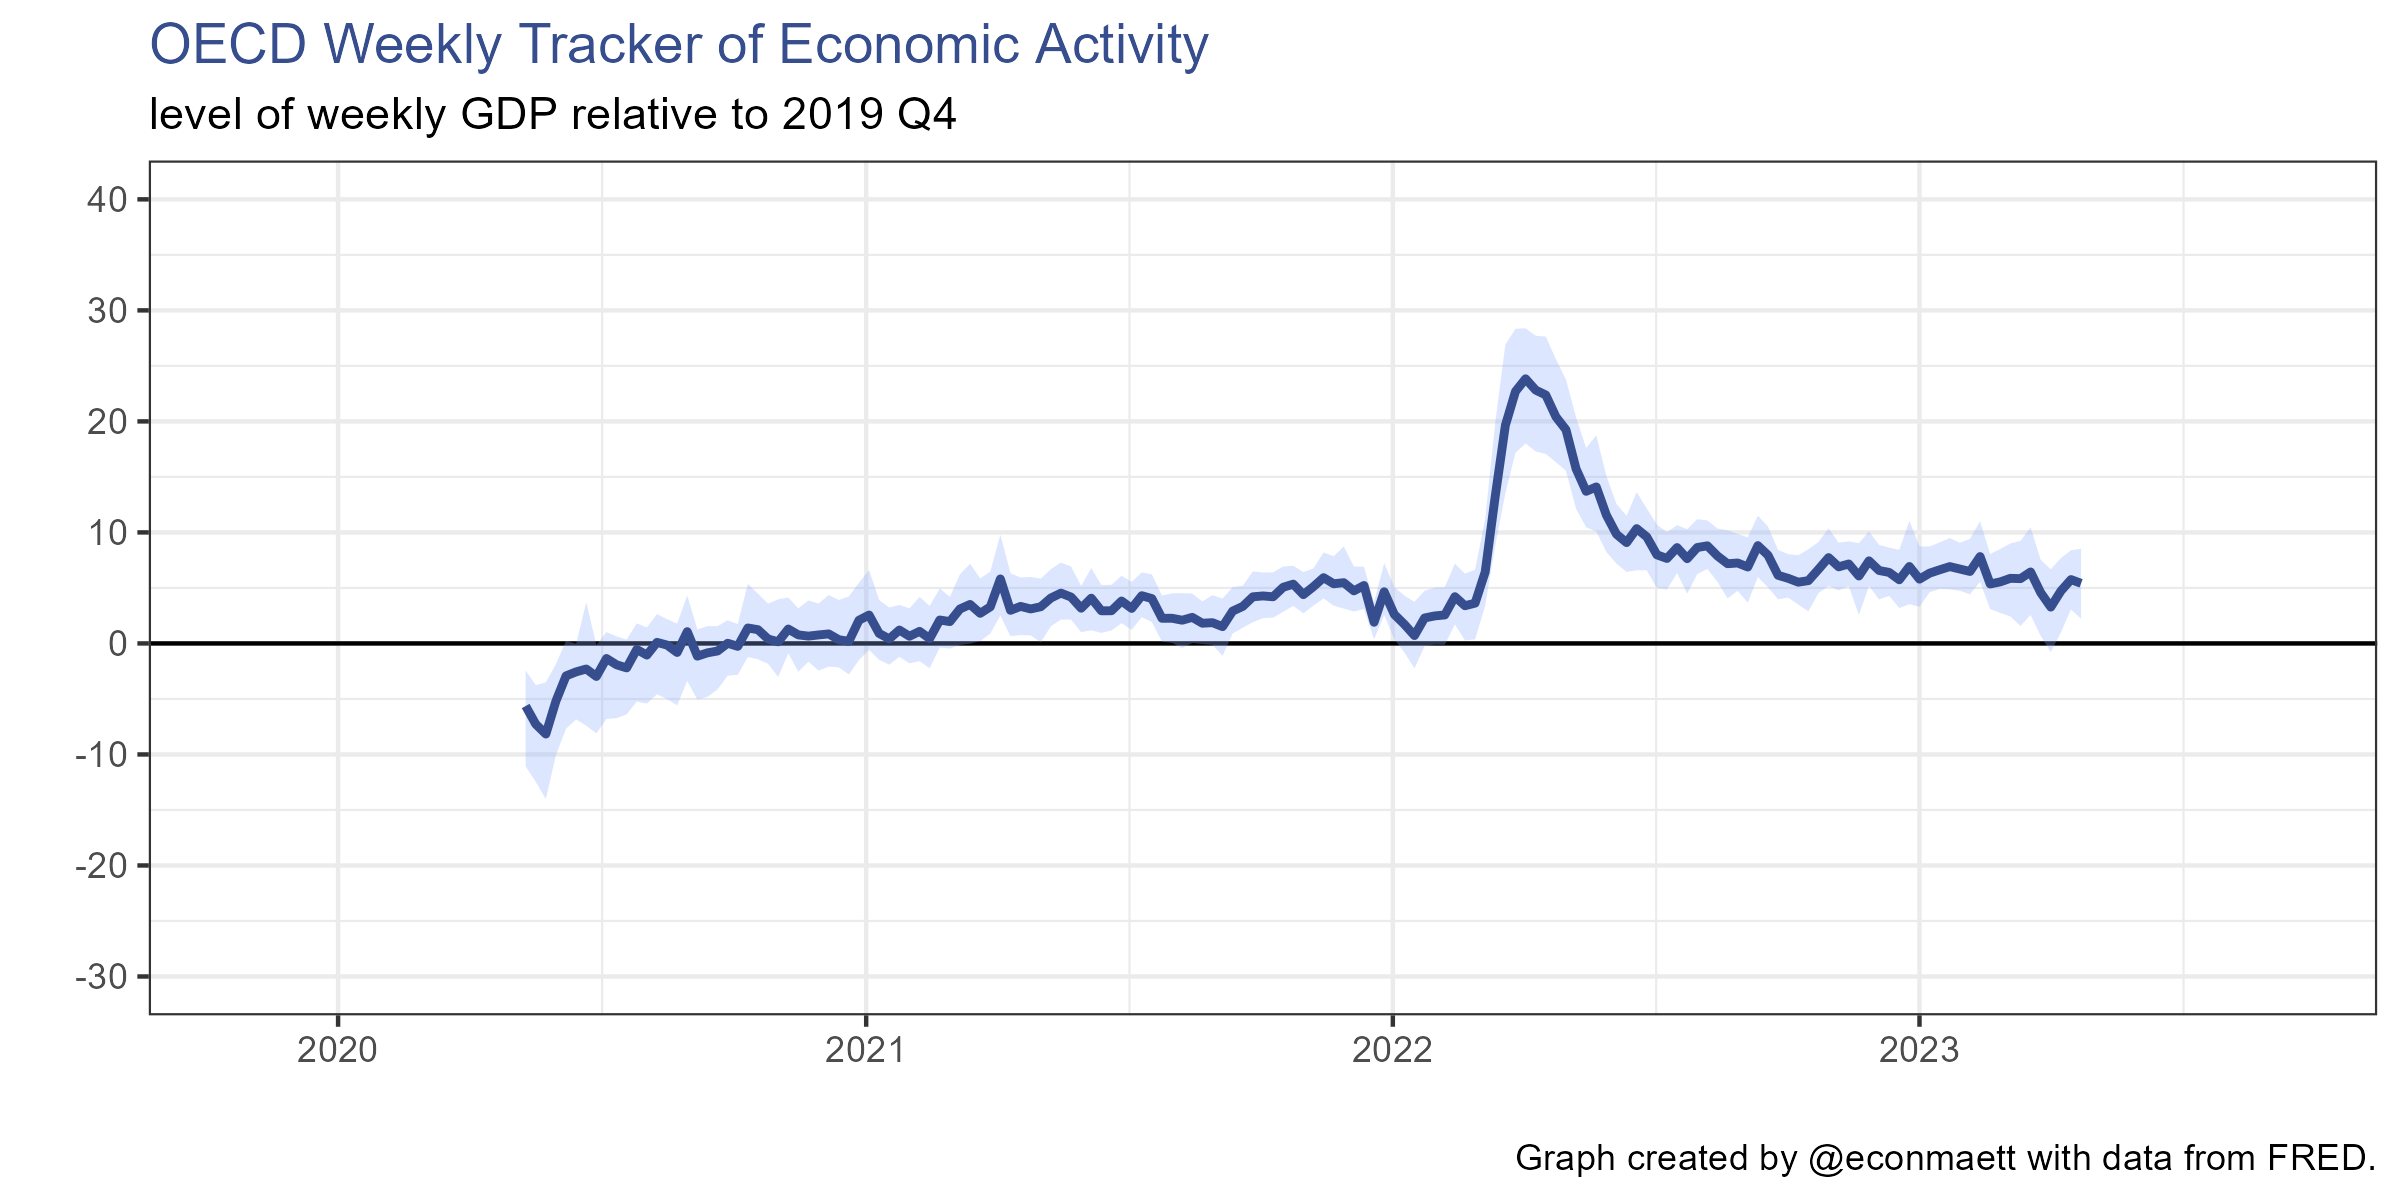 OECD Weekly Tracker of Economic Activity
level of weekly GDP relative to 2019 Q4
40
30
20
10
0
-10
-20
-30
2020 2021 2022 2023
Graph created by @econmaett with data from FRED.